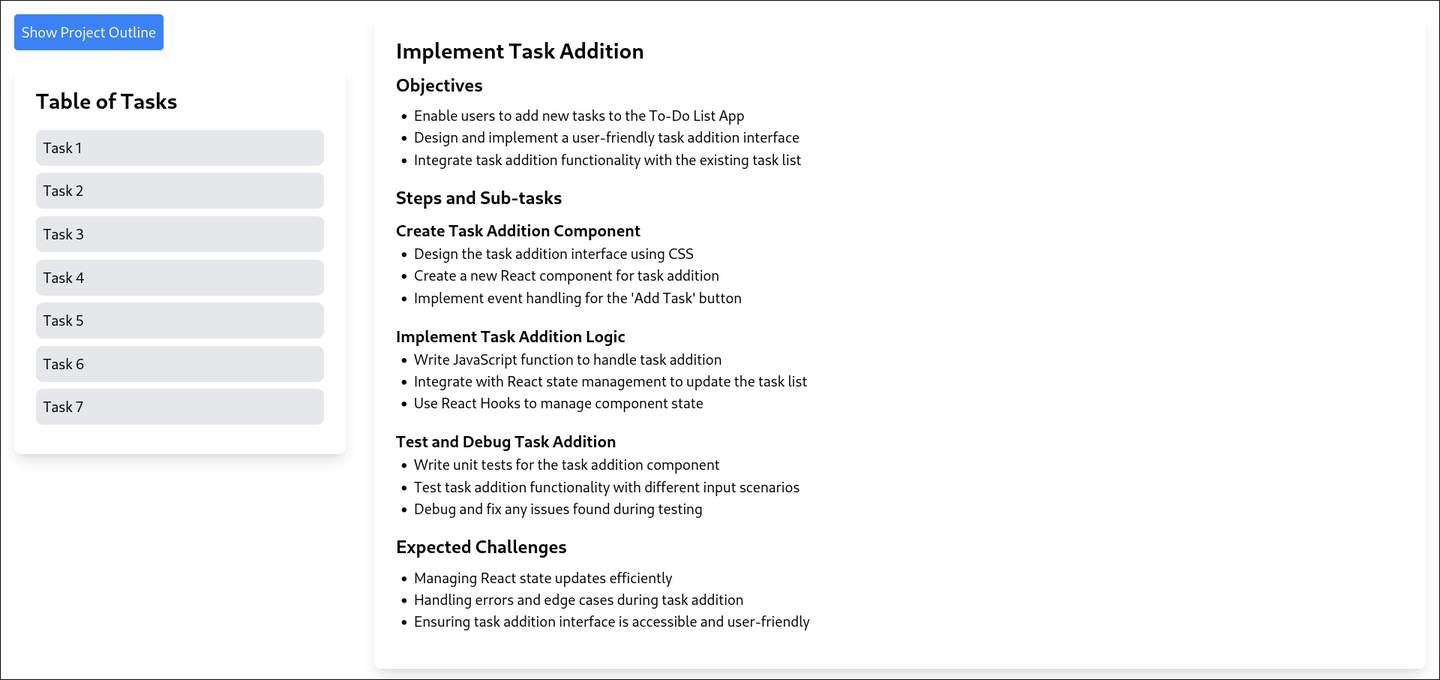 Show Project Outline
Table of Tasks
Task 1
Task 2
Task 3
Task 4
Task 5
Task 6
Task 7
Implement Task Addition
Objectives
• Enable users to add new tasks to the To-Do List App
• Design and implement a user-friendly task addition interface
• Integrate task addition functionality with the existing task list
Steps and Sub-tasks
Create Task Addition Component
• Design the task addition interface using CSS
• Create a new React component for task addition
• Implement event handling for the 'Add Task' button
Implement Task Addition Logic
• Write JavaScript function to handle task addition
• Integrate with React state management to update the task list
• Use React Hooks to manage component state
Test and Debug Task Addition
• Write unit tests for the task addition component
• Test task addition functionality with different input scenarios
• Debug and fix any issues found during testing
Expected Challenges
• Managing React state updates efficiently
• Handling errors and edge cases during task addition
• Ensuring task addition interface is accessible and user-friendly